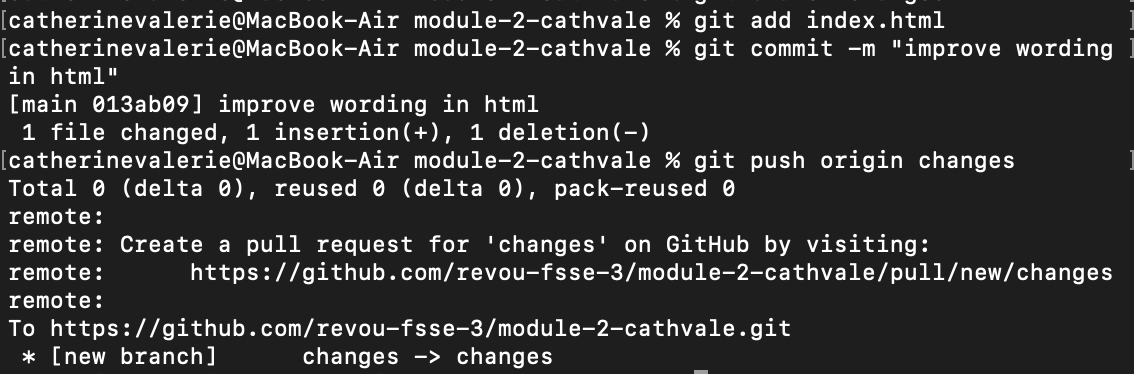 [catherinevalerie@MacBook-Air module-2-cathvale % git add index.html ]
[catherinevalerie@MacBook-Air module-2-cathvale % git commit -m "improve wording ]
in html"
[main 013ab09] improve wording in html
 1 file changed, 1 insertion(+), 1 deletion(-)
[catherinevalerie@MacBook-Air module-2-cathvale % git push origin changes ]
Total 0 (delta 0), reused 0 (delta 0), pack-reused 0
remote:
remote: Create a pull request for 'changes' on GitHub by visiting:
remote:      https://github.com/revou-fsse-3/module-2-cathvale/pull/new/changes
remote:
To https://github.com/revou-fsse-3/module-2-cathvale.git
 * [new branch]      changes -> changes